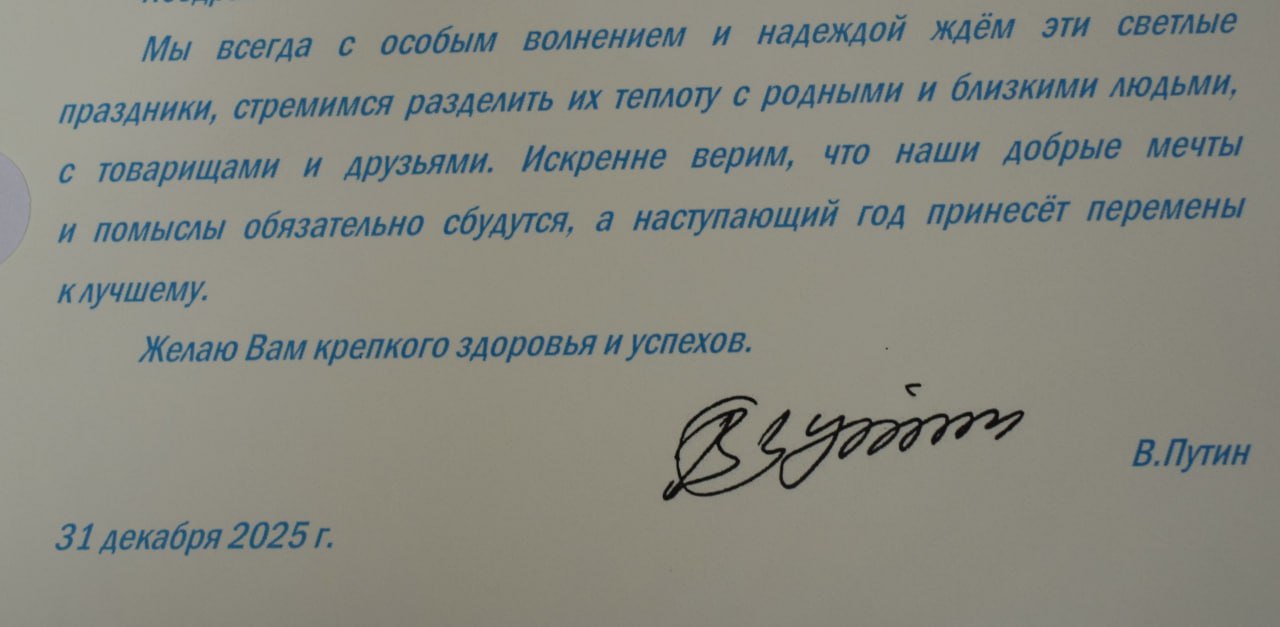 Мы всегда с особым волнением и надеждой ждём эти светлые
праздники, стремимся разделить их теплоту с родными и близкими людьми,
с товарищами и друзьями. Искренне верим, что наши добрые мечты
и помыслы обязательно сбудутся, а наступающий год принесёт перемены
к лучшему.
Желаю Вам крепкого здоровья и успехов.
В.Путин
31 декабря 2025 г.